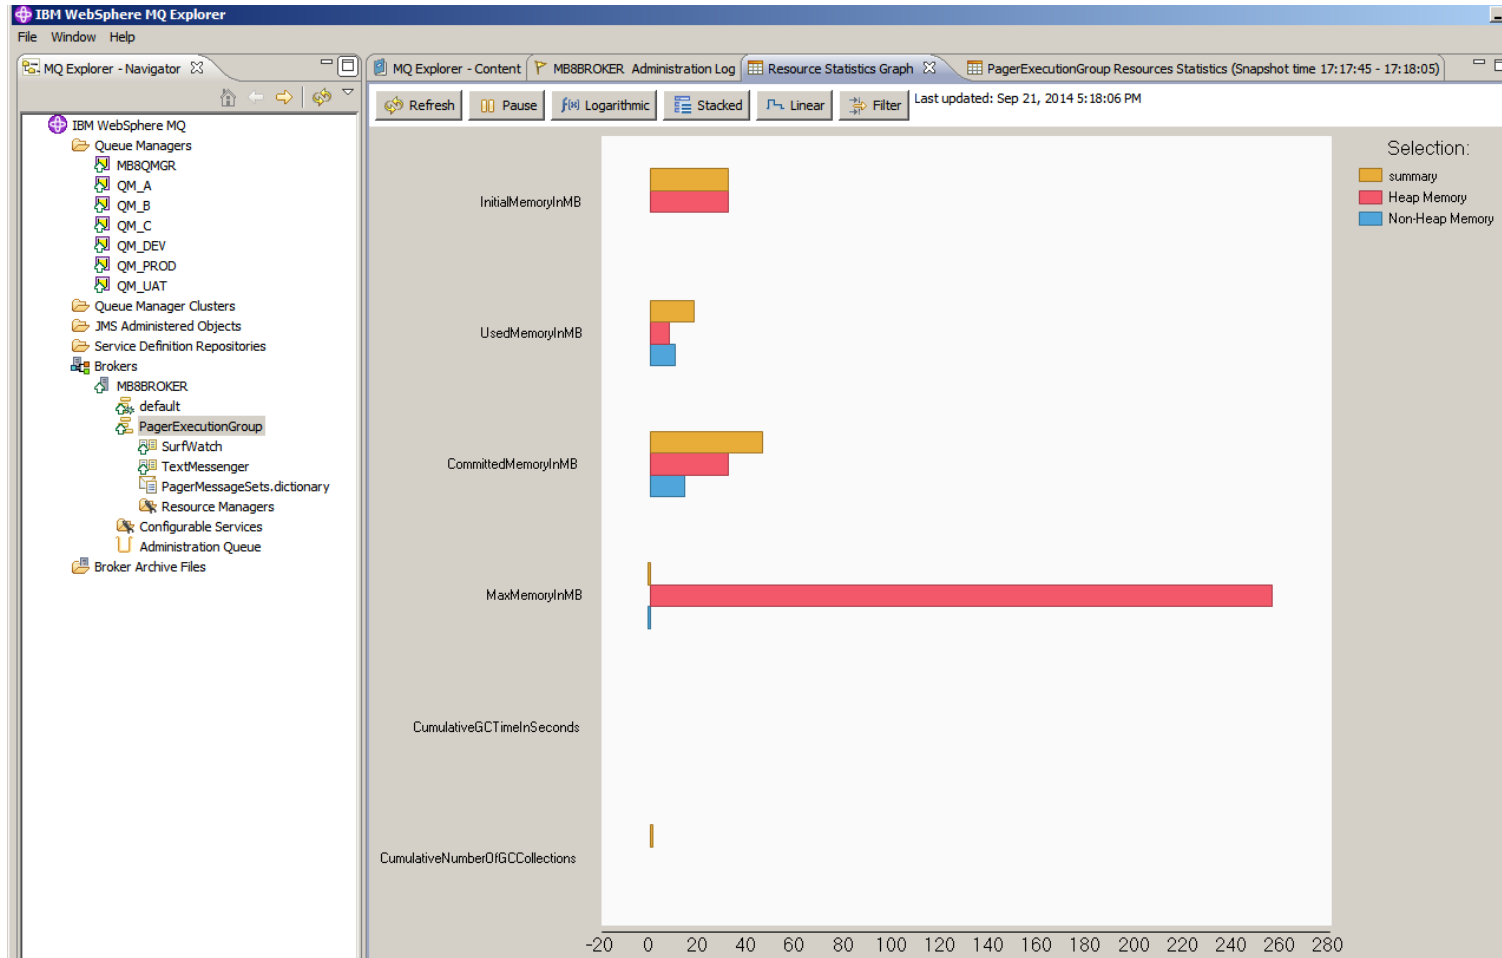 IBM WebSphere MQ Explorer
File Window Help
MQ Explorer - Navigator
IBM WebSphere MQ
Queue Managers
MB8QMGR
QM_A
QM_B
QM_C
QM_DEV
QM_PROD
QM_UAT
Queue Manager Clusters
JMS Administered Objects
Service Definition Repositories
Brokers
MB8BROKER
default
PagerExecutionGroup
SurfWatch
TextMessenger
PagerMessageSets.dictionary
Resource Managers
Configurable Services
Administration Queue
Broker Archive Files
MQ Explorer - Content MB8BROKER Administration Log Resource Statistics Graph PagerExecutionGroup Resources Statistics (Snapshot time 17:17:45 - 17:18:05)
Refresh Pause f(x) Logarithmic Stacked Linear Filter Last updated: Sep 21, 2014 5:18:06 PM
InitialMemoryInMB
UsedMemoryInMB
CommittedMemoryInMB
MaxMemoryInMB
CumulativeGCTimeInSeconds
CumulativeNumberOfGCCollections
-20 0 20 40 60 80 100 120 140 160 180 200 220 240 260 280
Selection:
summary
Heap Memory
Non-Heap Memory